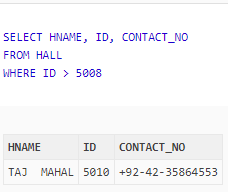 SELECT HNAME, ID, CONTACT_NO
FROM HALL
WHERE ID > 5008
HNAME ID CONTACT_NO
TAJ MAHAL 5010 +92-42-35864553